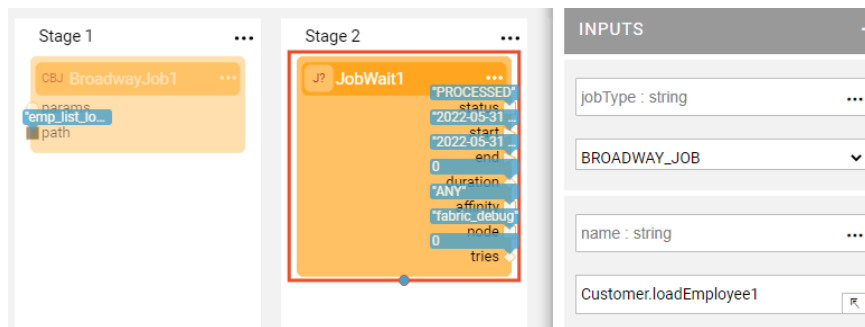 Stage 1
...
Stage 2
...
INPUTS
CBJ BroadwayJob1 ...
params
"emp_list_lo...
path
J? JobWait1 ...
"PROCESSED"
status
"2022-05-31 ...
start
"2022-05-31 ...
end
0
duration
"ANY"
affinity
"fabric_debug"
node
0
tries
jobType : string
...
BROADWAY_JOB
name : string
...
Customer.loadEmployee1